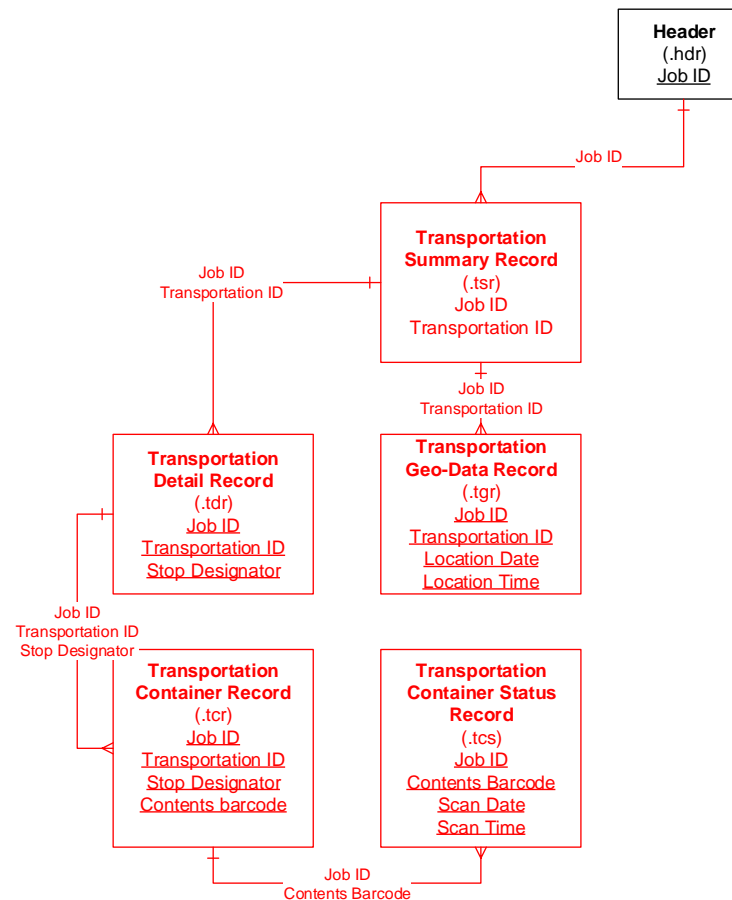 Header
(.hdr)
Job ID
Job ID
Transportation
Summary Record
(.tsr)
Job ID
Transportation ID
Job ID
Transportation ID
Job ID
Transportation ID
Transportation
Detail Record
(.tdr)
Job ID
Transportation ID
Stop Designator
Transportation
Geo-Data Record
(.tgr)
Job ID
Transportation ID
Location Date
Location Time
Job ID
Transportation ID
Stop Designator
Transportation
Container Record
(.tcr)
Job ID
Transportation ID
Stop Designator
Contents barcode
Transportation
Container Status
Record
(.tcs)
Job ID
Contents Barcode
Scan Date
Scan Time
Job ID
Contents Barcode